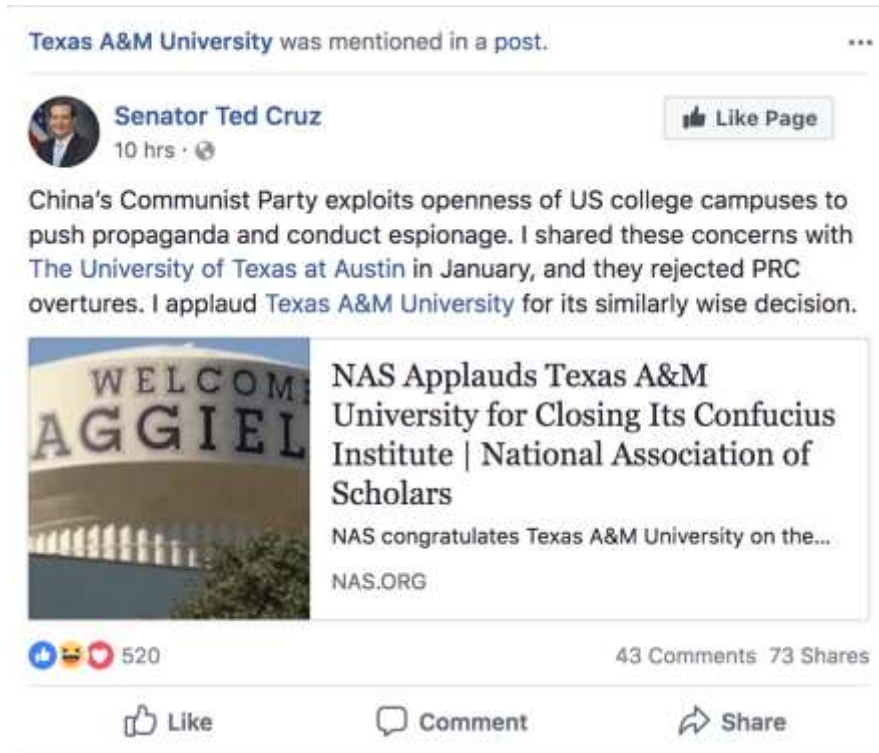 Texas A&M University was mentioned in a post.
Senator Ted Cruz
Like Page
10 hrs ·
China's Communist Party exploits openness of US college campuses to
push propaganda and conduct espionage. I shared these concerns with
The University of Texas at Austin in January, and they rejected PRC
overtures. I applaud Texas A&M University for its similarly wise decision.
WELCOME
AGGIEL
NAS Applauds Texas A&M
University for Closing Its Confucius
Institute | National Association of
Scholars
NAS congratulates Texas A&M University on the...
NAS.ORG
520
43 Comments 73 Shares
Like
Comment
Share